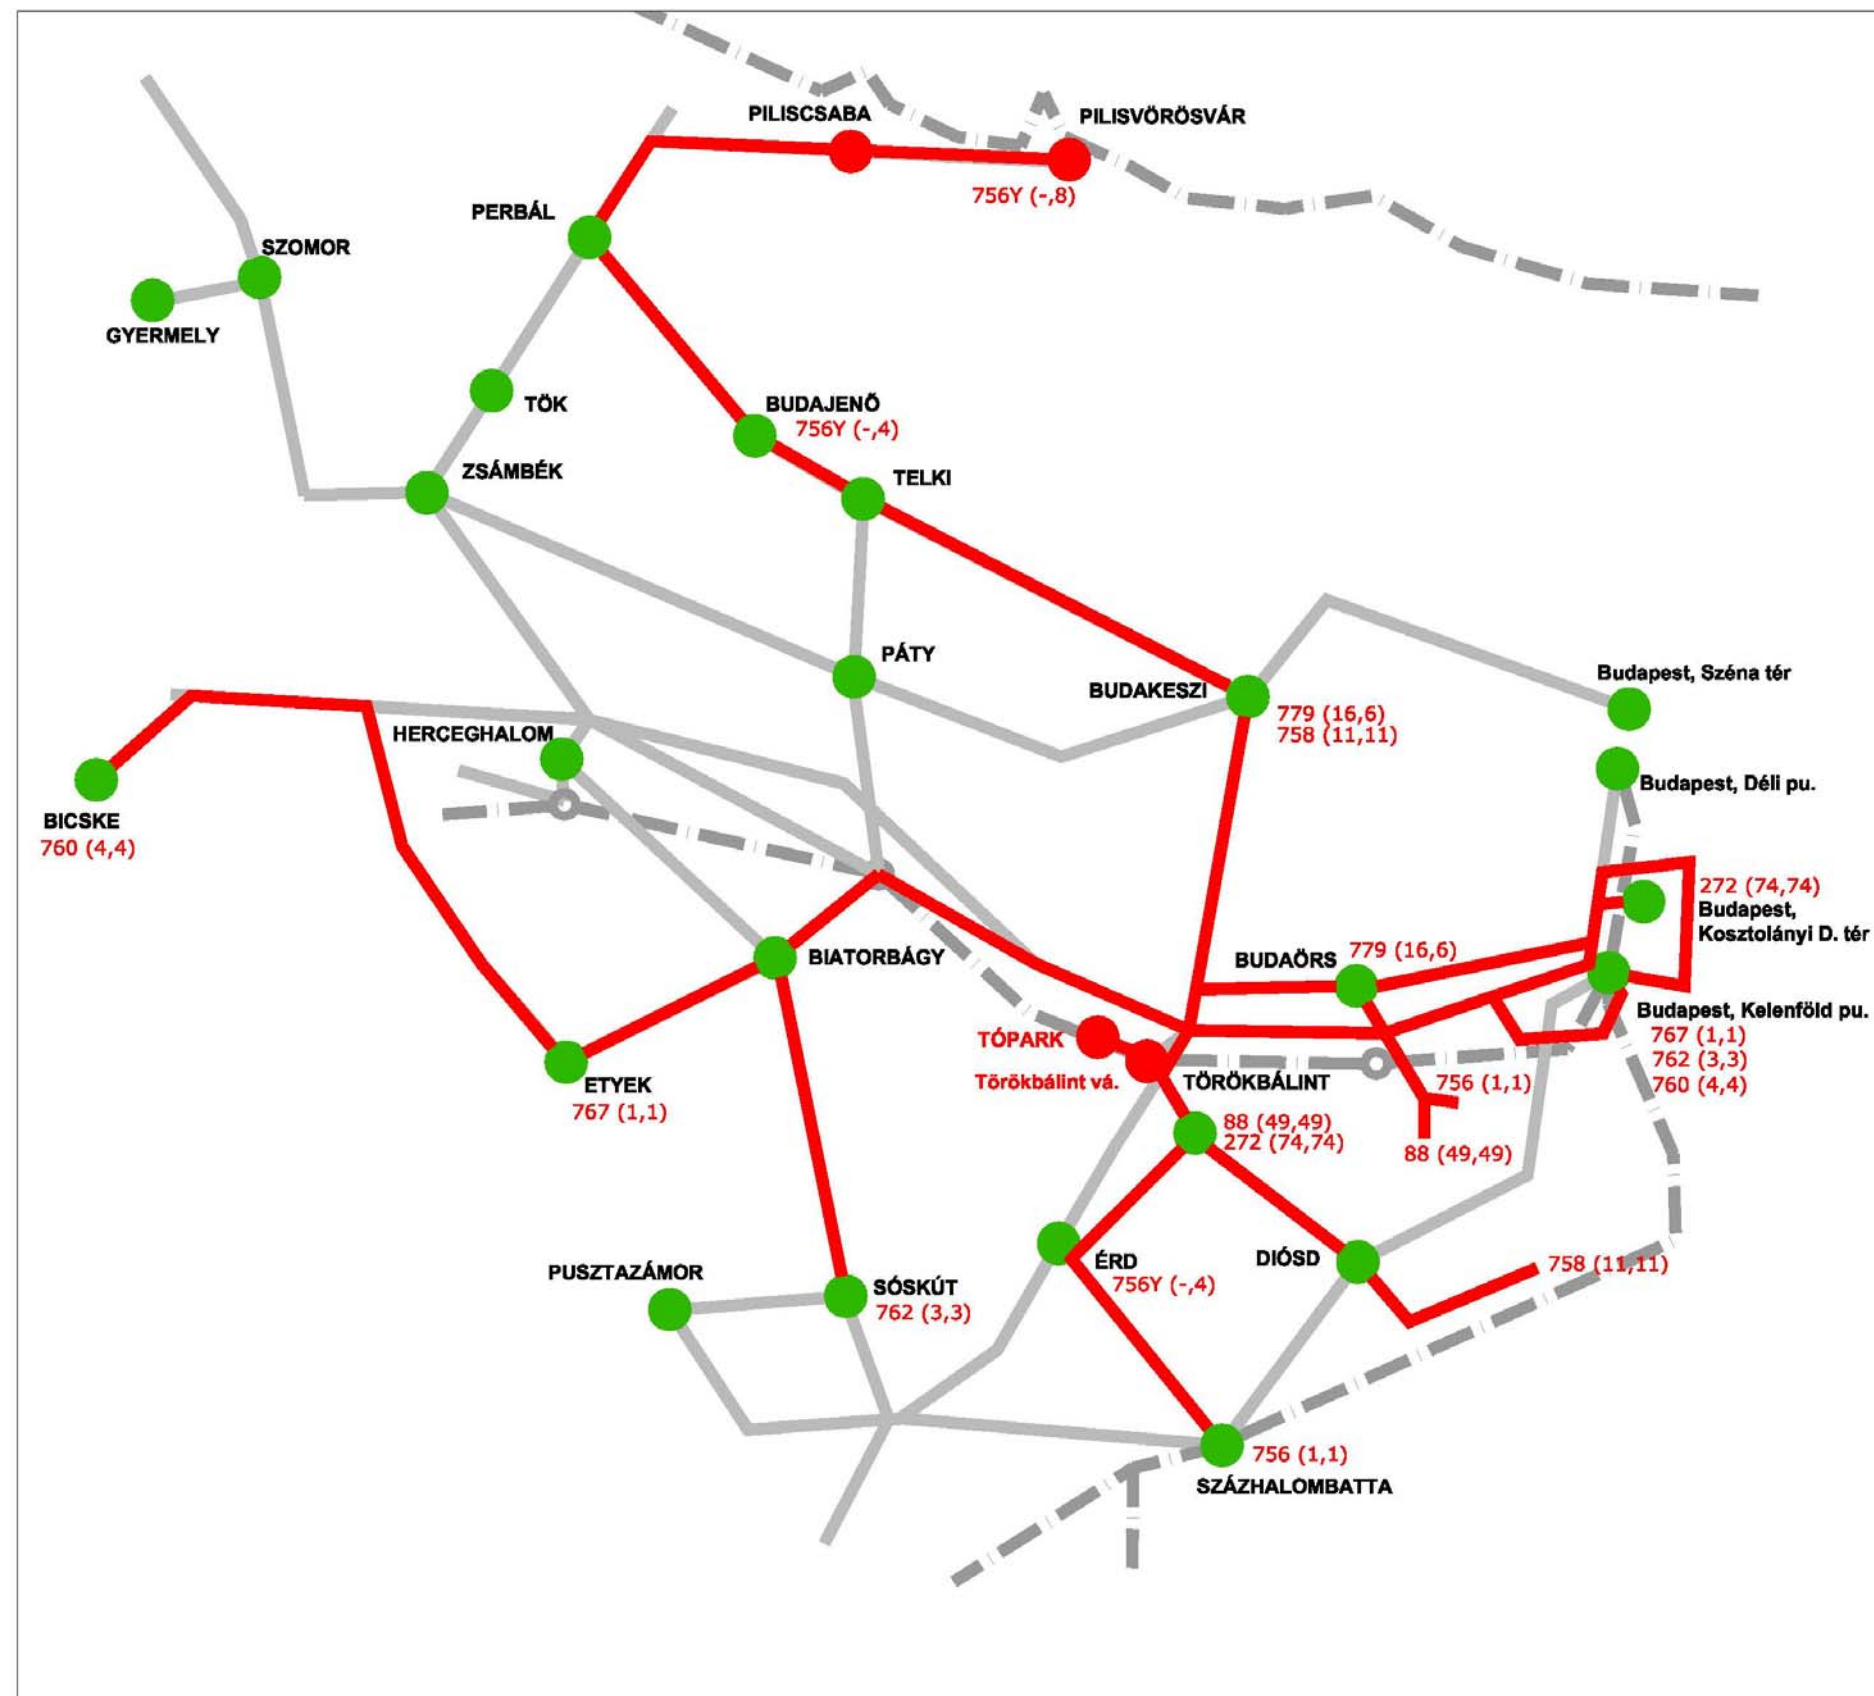 PILISCSABA
PILISVÖRÖSVÁR
756Y (-,8)
PERBÁL
SZOMOR
GYERMELY
TÖK
BUDAJENŐ
756Y (-,4)
ZSÁMBÉK
TELKI
PÁTY
BUDAKESZI
779 (16,6)
758 (11,11)
Budapest, Széna tér
Budapest, Déli pu.
HERCEGHALOM
BICSKE
760 (4,4)
272 (74,74)
Budapest,
Kosztolányi D. tér
BIATORBÁGY
BUDAÖRS
779 (16,6)
Budapest, Kelenföld pu.
767 (1,1)
762 (3,3)
760 (4,4)
TÓPARK
Törökbálint vá.
TÖRÖKBÁLINT
88 (49,49)
272 (74,74)
756 (1,1)
88 (49,49)
ETYEK
767 (1,1)
PUSZTAZÁMOR
SÓSKÚT
762 (3,3)
ÉRD
756Y (-,4)
DIÓSD
758 (11,11)
756 (1,1)
SZÁZHALOMBATTA